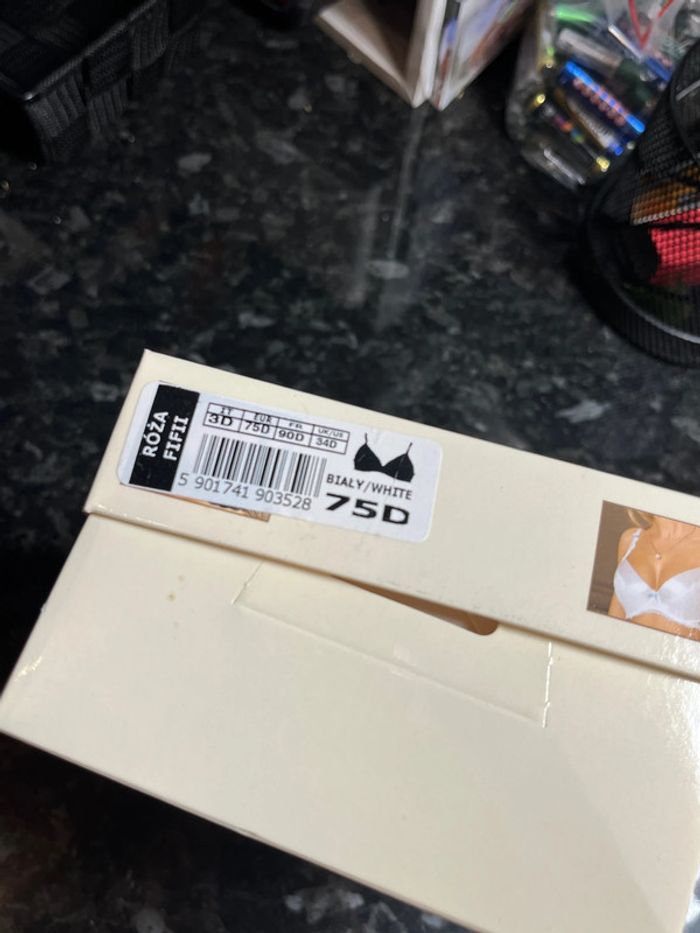 RÓŻA
FIFII
IT EUR FR UK/US
3D 75D 90D 34D
5 901741 903528
BIAŁY/WHITE
75D